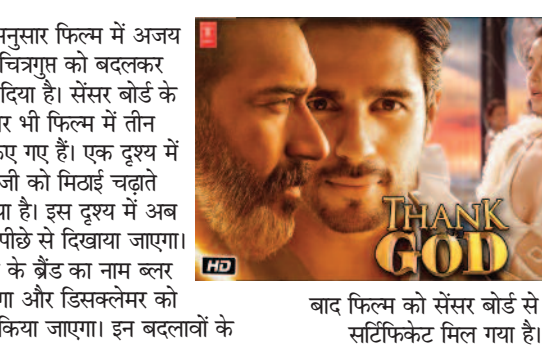 नुसार फिल्म में अजय
चित्रगुप्त को बदलकर
दिया है। सेंसर बोर्ड के
र भी फिल्म में तीन
ए गए हैं। एक दृश्य में
जी को मिठाई चढ़ाते
या है। इस दृश्य में अब
पीछे से दिखाया जाएगा।
के ब्रैंड का नाम ब्लर
गा और डिसक्लेमर को
किया जाएगा। इन बदलावों के
T
THANK
GOD
HD
बाद फिल्म को सेंसर बोर्ड से
सर्टिफिकेट मिल गया है।